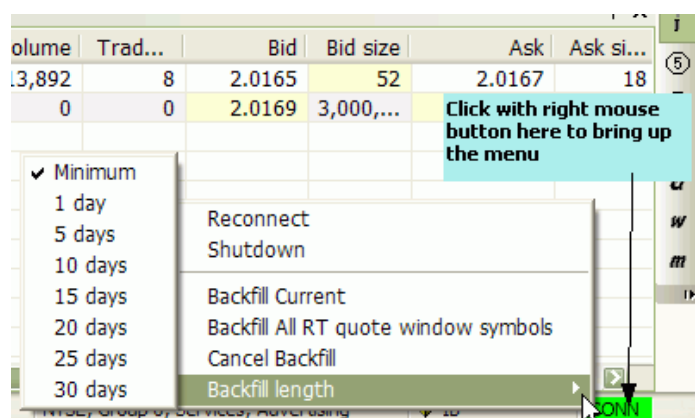 olume Trad... Bid Bid size Ask Ask si...
13,892 8 2.0165 52 2.0167 18
0 0 2.0169 3,000,...
Click with right mouse
button here to bring up
the menu
✔ Minimum
1 day
5 days
10 days
15 days
20 days
25 days
30 days
Reconnect
Shutdown
Backfill Current
Backfill All RT quote window symbols
Cancel Backfill
Backfill length
j
5
w
m
CONN